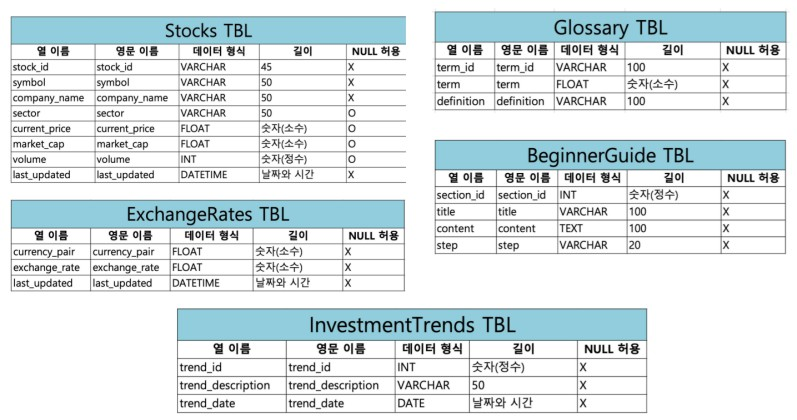 Stocks TBL
열 이름 영문 이름 데이터 형식 길이 NULL 허용
stock_id stock_id VARCHAR 45 X
symbol symbol VARCHAR 50 X
company_name company_name VARCHAR 50 X
sector sector VARCHAR 50 O
current_price current_price FLOAT 숫자(소수) O
market_cap market_cap FLOAT 숫자(소수) O
volume volume INT 숫자(정수) O
last_updated last_updated DATETIME 날짜와 시간 X
ExchangeRates TBL
열 이름 영문 이름 데이터 형식 길이 NULL 허용
currency_pair currency_pair FLOAT 숫자(소수) X
exchange_rate exchange_rate FLOAT 숫자(소수) X
last_updated last_updated DATETIME 날짜와 시간 X
Glossary TBL
열 이름 영문 이름 데이터 형식 길이 NULL 허용
term_id term_id VARCHAR 100 X
term term FLOAT 숫자(소수) X
definition definition VARCHAR 100 X
BeginnerGuide TBL
열 이름 영문 이름 데이터 형식 길이 NULL 허용
section_id section_id INT 숫자(정수) X
title title VARCHAR 100 X
content content TEXT 100 X
step step VARCHAR 20 X
InvestmentTrends TBL
열 이름 영문 이름 데이터 형식 길이 NULL 허용
trend_id trend_id INT 숫자(정수) X
trend_description trend_description VARCHAR 50 X
trend_date trend_date DATE 날짜와 시간 X